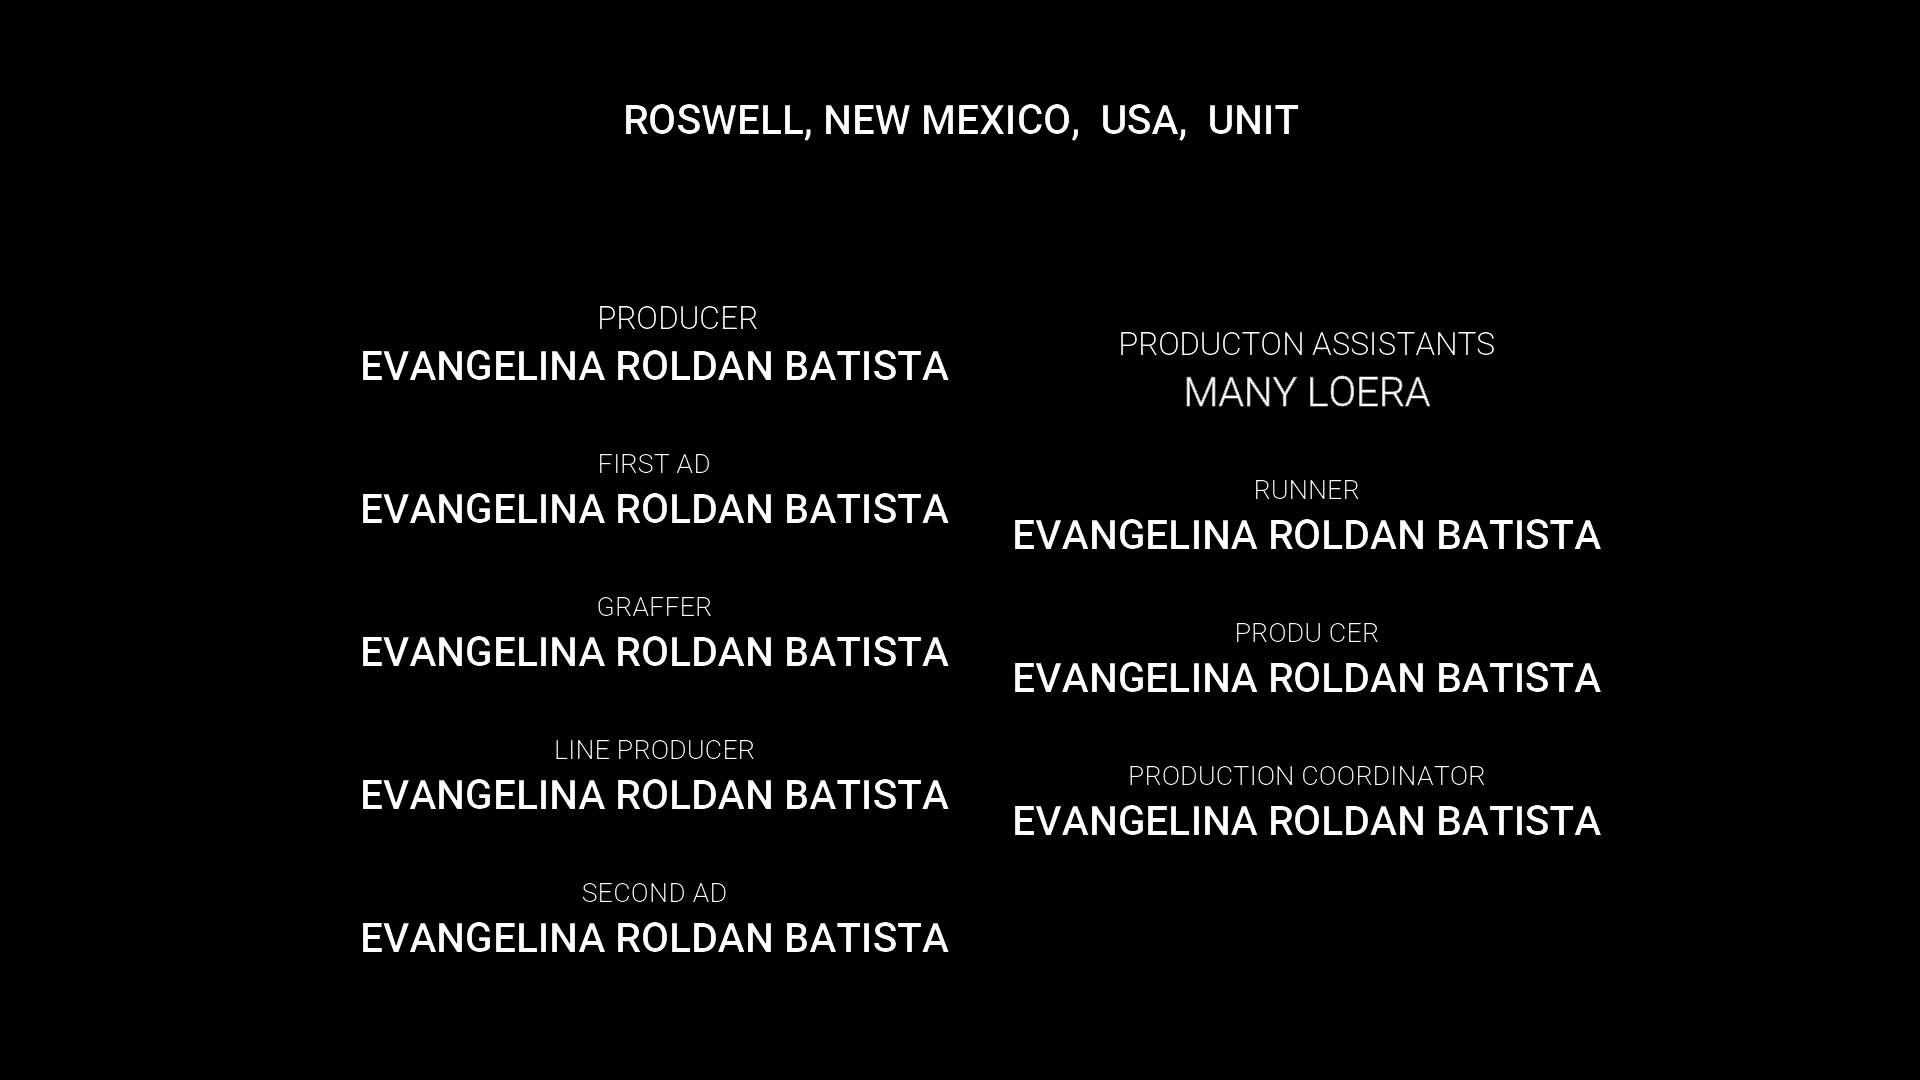 ROSWELL, NEW MEXICO,  USA,  UNIT
PRODUCER
EVANGELINA ROLDAN BATISTA
FIRST AD
EVANGELINA ROLDAN BATISTA
GRAFFER
EVANGELINA ROLDAN BATISTA
LINE PRODUCER
EVANGELINA ROLDAN BATISTA
SECOND AD
EVANGELINA ROLDAN BATISTA
PRODUCTON ASSISTANTS
MANY LOERA
RUNNER
EVANGELINA ROLDAN BATISTA
PRODU CER
EVANGELINA ROLDAN BATISTA
PRODUCTION COORDINATOR
EVANGELINA ROLDAN BATISTA